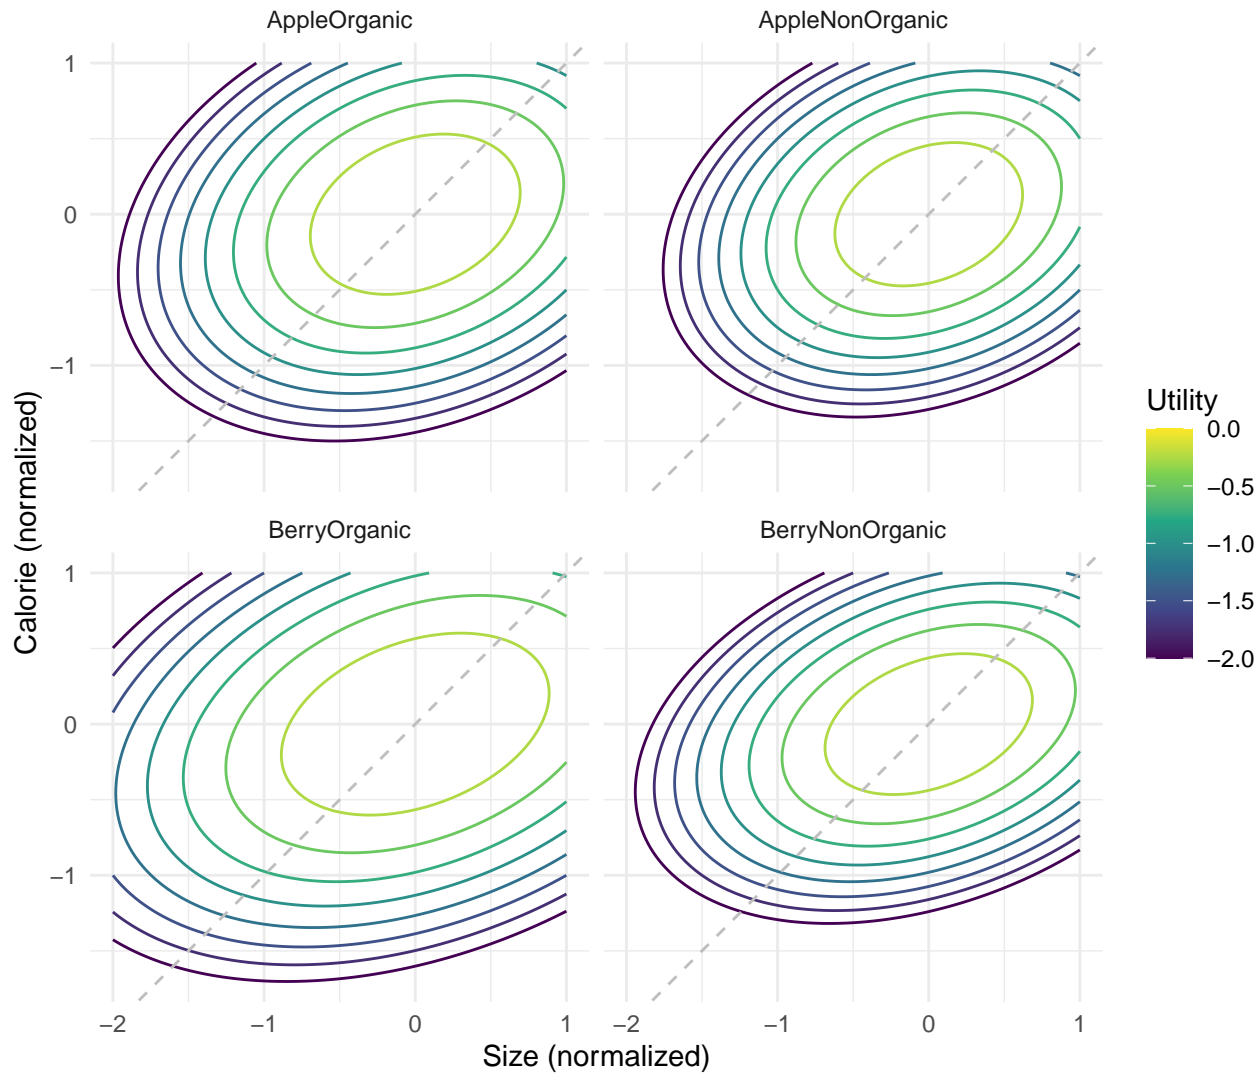 AppleOrganic
AppleNonOrganic
1
0
−1
BerryOrganic
BerryNonOrganic
1
0
−1
−2
−1
0
1
−2
−1
0
1
Size (normalized)
Calorie (normalized)
Utility
0.0
−0.5
−1.0
−1.5
−2.0